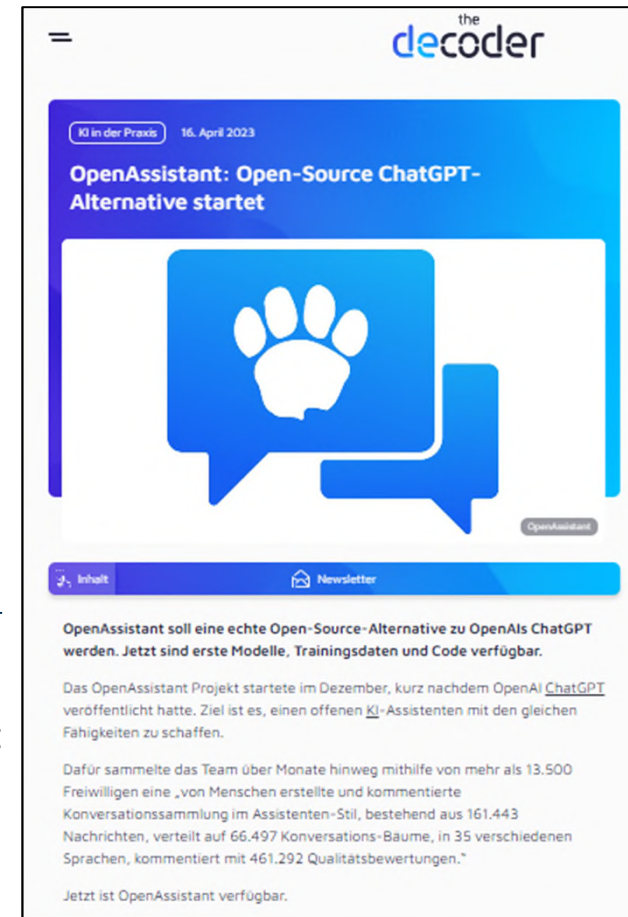 the
decoder
KI in der Praxis 16. April 2023
OpenAssistant: Open-Source ChatGPT-
Alternative startet
OpenAssistant
Inhalt Newsletter
OpenAssistant soll eine echte Open-Source-Alternative zu OpenAIs ChatGPT
werden. Jetzt sind erste Modelle, Trainingsdaten und Code verfügbar.
Das OpenAssistant Projekt startete im Dezember, kurz nachdem OpenAI ChatGPT
veröffentlicht hatte. Ziel ist es, einen offenen KI-Assistenten mit den gleichen
Fähigkeiten zu schaffen.
Dafür sammelte das Team über Monate hinweg mithilfe von mehr als 13.500
Freiwilligen eine „von Menschen erstellte und kommentierte
Konversationssammlung im Assistenten-Stil, bestehend aus 161.443
Nachrichten, verteilt auf 66.497 Konversations-Bäume, in 35 verschiedenen
Sprachen, kommentiert mit 461.292 Qualitätsbewertungen.“
Jetzt ist OpenAssistant verfügbar.